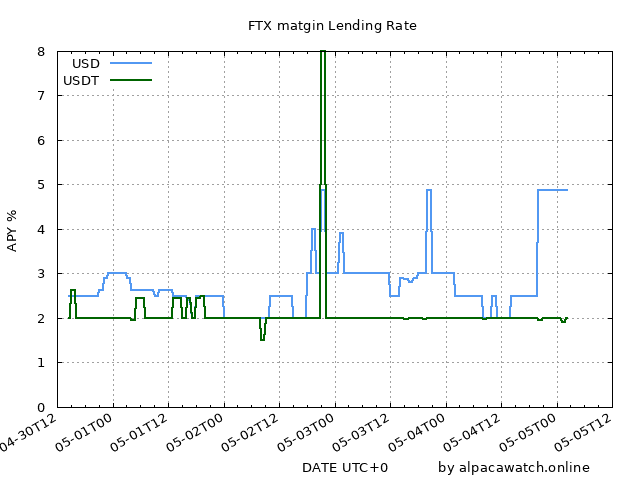 FTX matgin Lending Rate
USD
USDT
8
7
6
5
4
3
2
1
0
APY %
04-30T12
05-01T00
05-01T12
05-02T00
05-02T12
05-03T00
05-03T12
05-04T00
05-04T12
05-05T00
05-05T12
DATE UTC+0
by alpacawatch.online